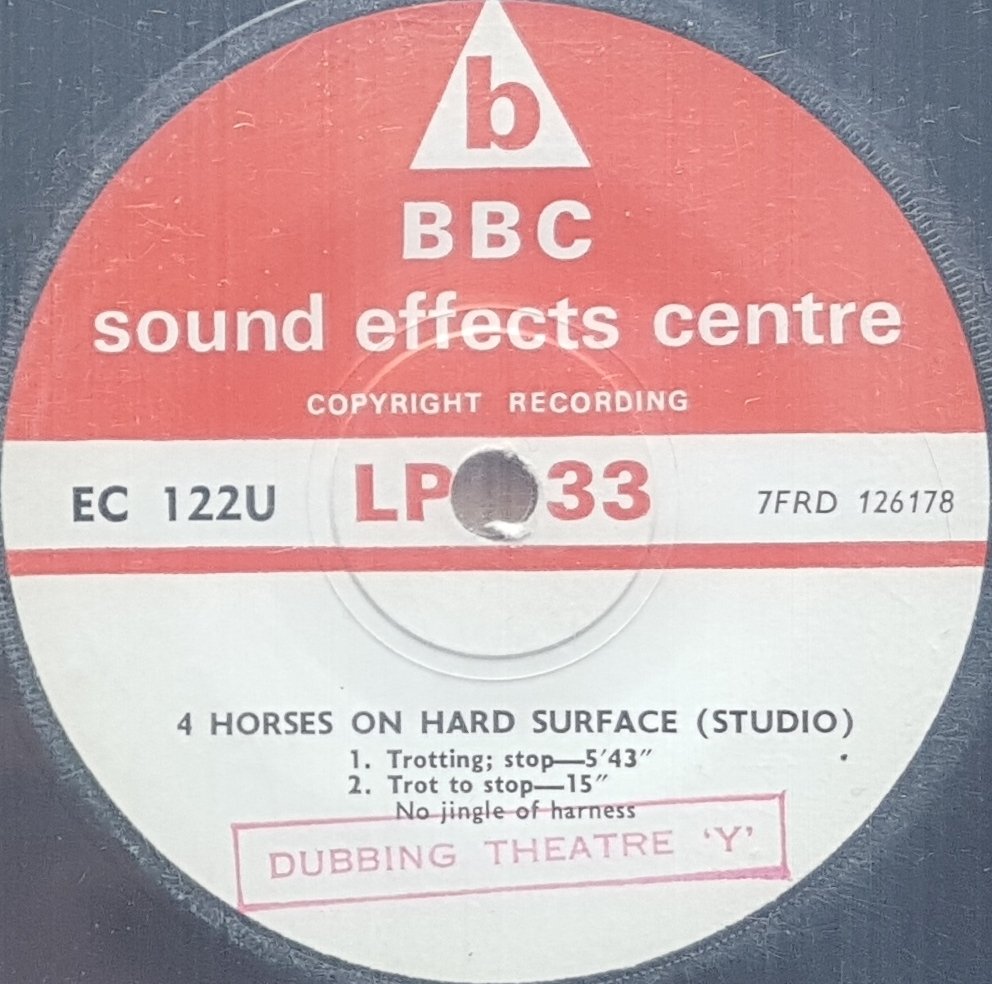 b
BBC
sound effects centre
COPYRIGHT RECORDING
EC 122U LP 33 7FRD 126178
4 HORSES ON HARD SURFACE (STUDIO)
1. Trotting; stop—5′43″
2. Trot to stop—15″
No jingle of harness
DUBBING THEATRE ‘Y’